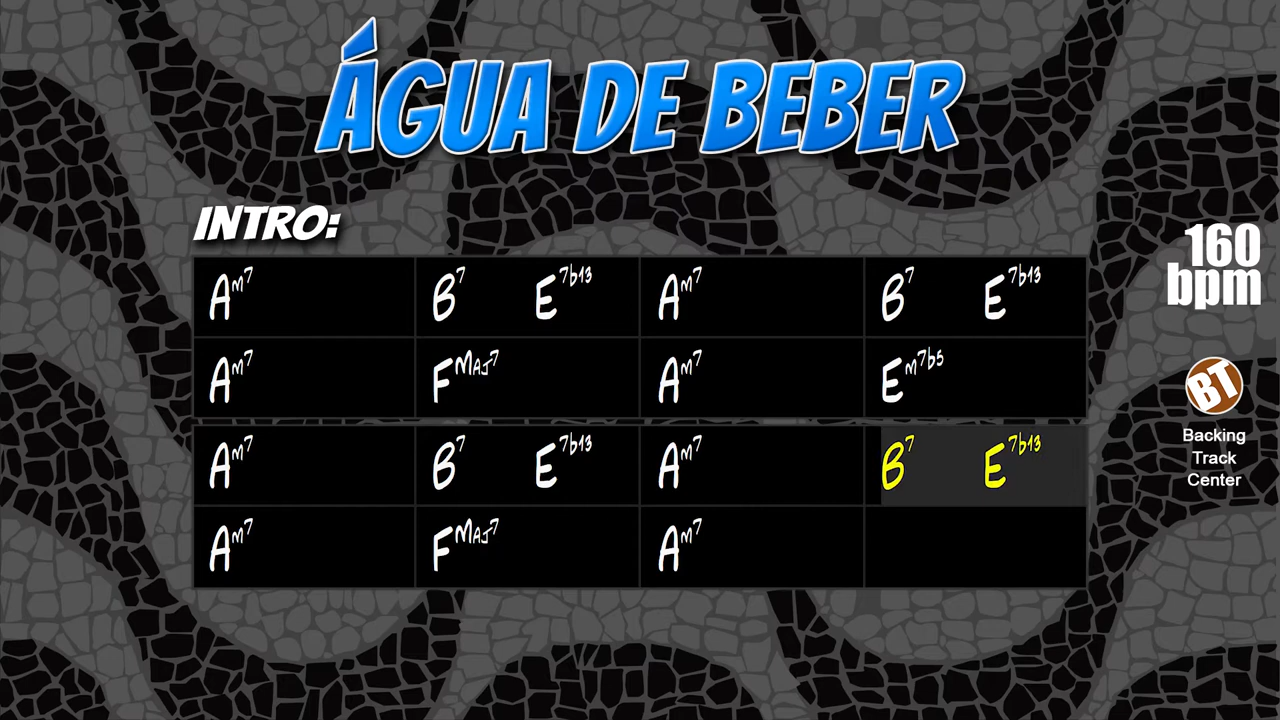 ÁGUA DE BEBER
INTRO:
Am7 B7 E7b13 Am7 B7 E7b13
Am7 FMaj7 Am7 Em7b5
Am7 B7 E7b13 Am7 B7 E7b13
Am7 FMaj7 Am7
160
bpm
BT
Backing
Track
Center